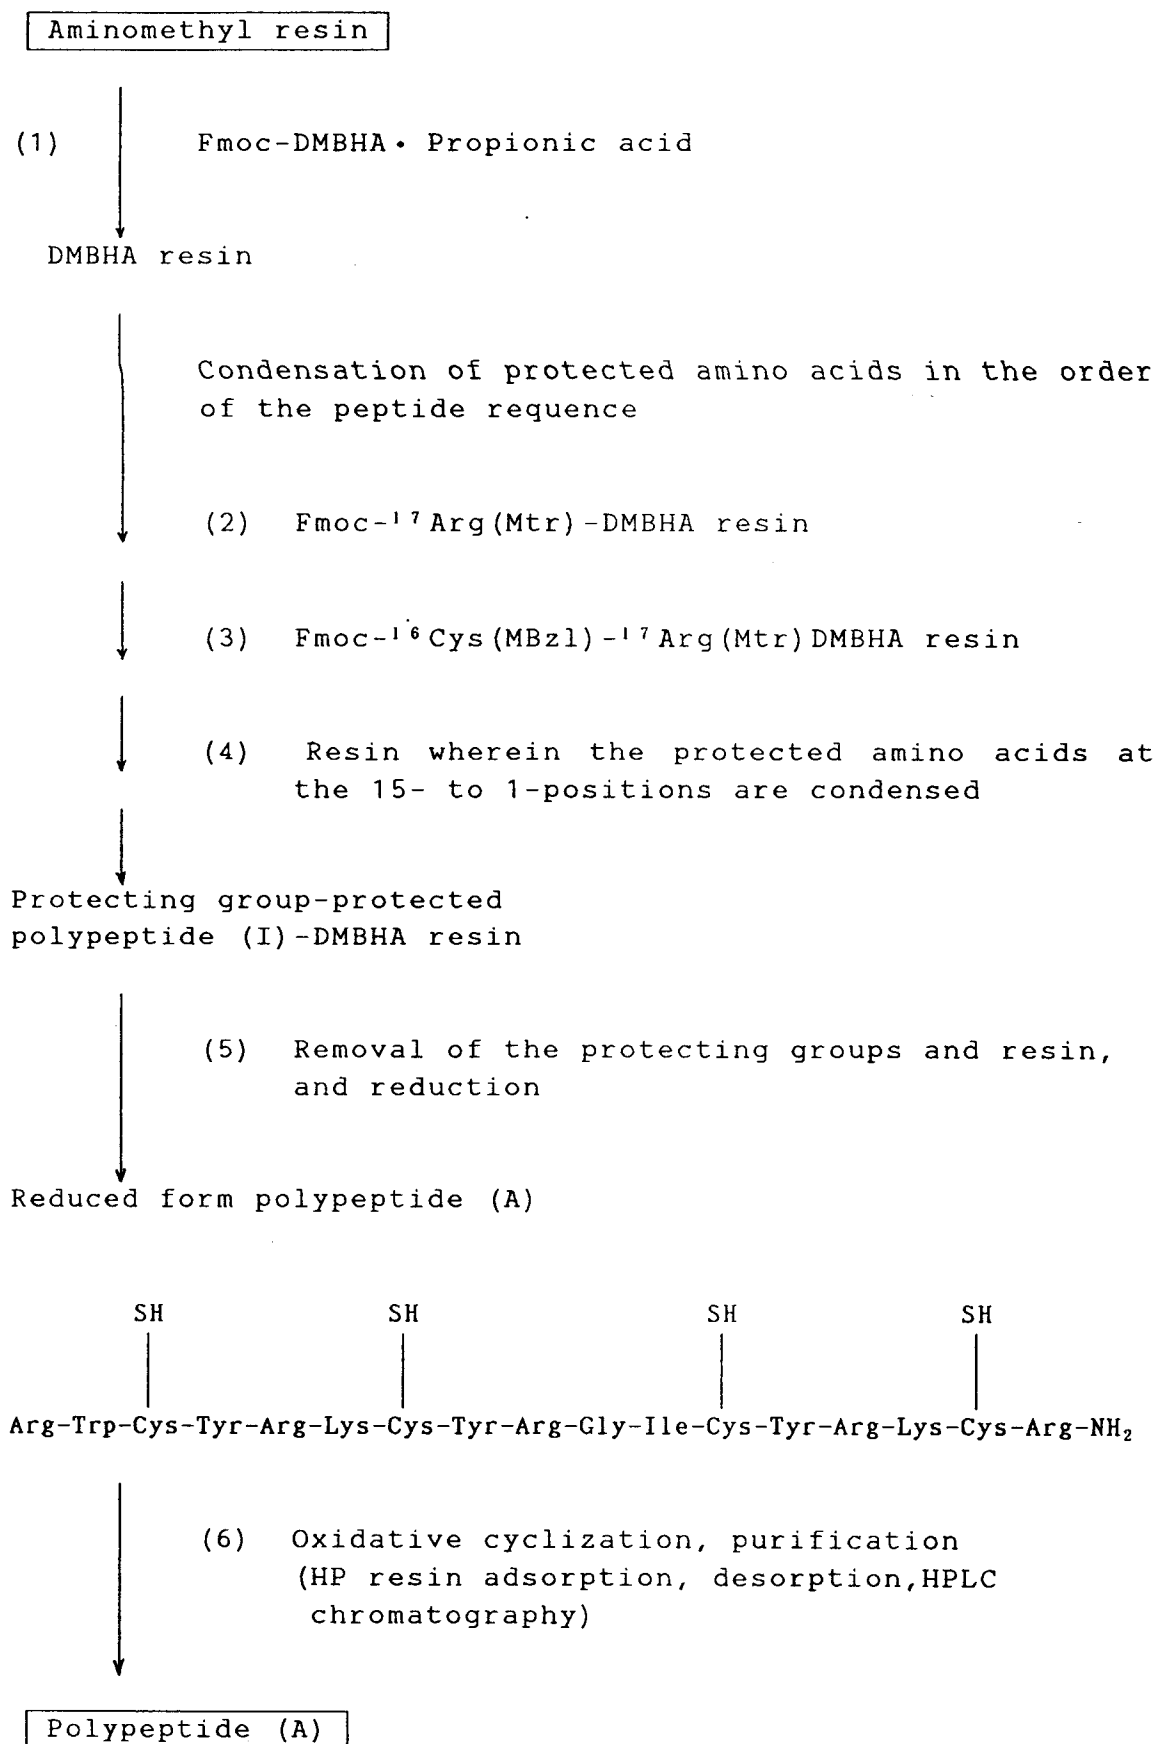 Aminomethyl resin
(1) Fmoc-DMBHA• Propionic acid
DMBHA resin
Condensation of protected amino acids in the order
of the peptide requence
(2) Fmoc-¹⁷Arg(Mtr)-DMBHA resin
(3) Fmoc-¹⁶Cys(MBzl)-¹⁷Arg(Mtr)DMBHA resin
(4) Resin wherein the protected amino acids at
the 15- to 1-positions are condensed
Protecting group-protected
polypeptide (I)-DMBHA resin
(5) Removal of the protecting groups and resin,
and reduction
Reduced form polypeptide (A)
SH SH SH SH
Arg-Trp-Cys-Tyr-Arg-Lys-Cys-Tyr-Arg-Gly-Ile-Cys-Tyr-Arg-Lys-Cys-Arg-NH₂
(6) Oxidative cyclization, purification
(HP resin adsorption, desorption,HPLC
chromatography)
Polypeptide (A)